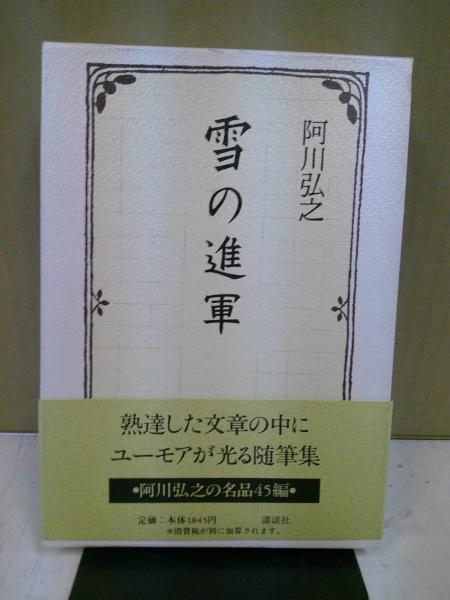 雪の進軍
阿川弘之
熟達した文章の中に
ユーモアが光る随筆集
•阿川弘之の名品45編•
定価:本体1845円 講談社
※消費税が別に加算されます。